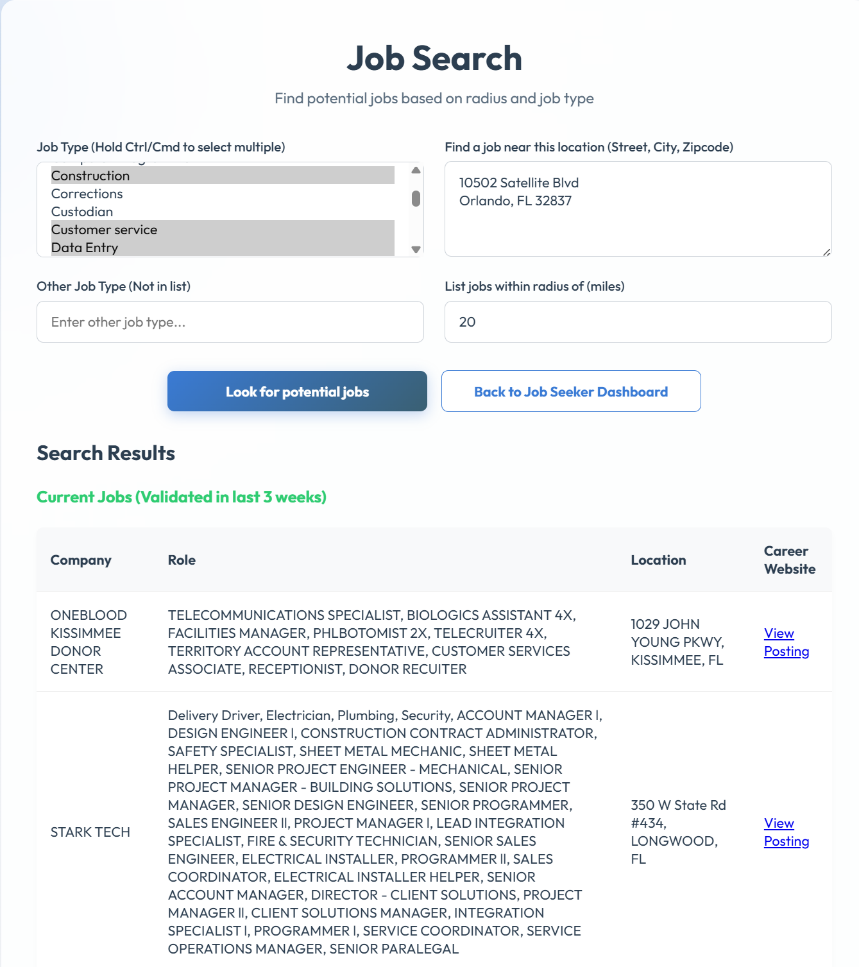 Job Search
Find potential jobs based on radius and job type
Job Type (Hold Ctrl/Cmd to select multiple)
Construction
Corrections
Custodian
Customer service
Data Entry
Find a job near this location (Street, City, Zipcode)
10502 Satellite Blvd
Orlando, FL 32837
Other Job Type (Not in list)
Enter other job type...
List jobs within radius of (miles)
20
Look for potential jobs
Back to Job Seeker Dashboard
Search Results
Current Jobs (Validated in last 3 weeks)
Company
Role
Location
Career
Website
ONEBLOOD
KISSIMMEE
DONOR
CENTER
TELECOMMUNICATIONS SPECIALIST, BIOLOGICS ASSISTANT 4X,
FACILITIES MANAGER, PHLBOTOMIST 2X, TELECRUITER 4X,
TERRITORY ACCOUNT REPRESENTATIVE, CUSTOMER SERVICES
ASSOCIATE, RECEPTIONIST, DONOR RECUITER
1029 JOHN
YOUNG PKWY,
KISSIMMEE, FL
View
Posting
STARK TECH
Delivery Driver, Electrician, Plumbing, Security, ACCOUNT MANAGER I,
DESIGN ENGINEER I, CONSTRUCTION CONTRACT ADMINISTRATOR,
SAFETY SPECIALIST, SHEET METAL MECHANIC, SHEET METAL
HELPER, SENIOR PROJECT ENGINEER - MECHANICAL, SENIOR
PROJECT MANAGER - BUILDING SOLUTIONS, SENIOR PROJECT
MANAGER, SENIOR DESIGN ENGINEER, SENIOR PROGRAMMER,
SALES ENGINEER II, PROJECT MANAGER I, LEAD INTEGRATION
SPECIALIST, FIRE & SECURITY TECHNICIAN, SENIOR SALES
ENGINEER, ELECTRICAL INSTALLER, PROGRAMMER II, SALES
COORDINATOR, ELECTRICAL INSTALLER HELPER, SENIOR
ACCOUNT MANAGER, DIRECTOR - CLIENT SOLUTIONS, PROJECT
MANAGER II, CLIENT SOLUTIONS MANAGER, INTEGRATION
SPECIALIST I, PROGRAMMER I, SERVICE COORDINATOR, SERVICE
OPERATIONS MANAGER, SENIOR PARALEGAL
350 W State Rd
#434,
LONGWOOD,
FL
View
Posting